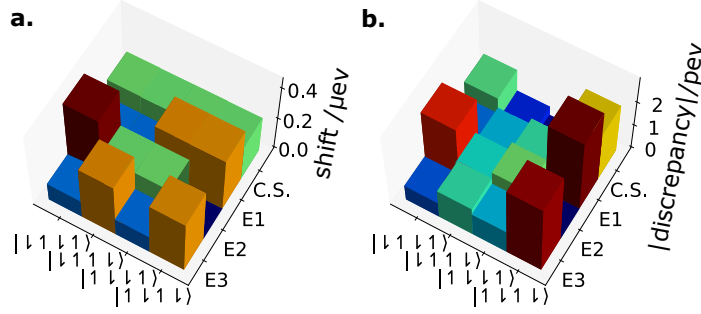 a.
0.4
0.2
0.0
shift /μev
C.S.
E1
E2
E3
|⇂↿⇂↿⟩
|⇂↿↿⇂⟩
|↿⇂⇂↿⟩
|↿⇂↿⇂⟩
b.
2
1
0
|discrepancy|/pev
C.S.
E1
E2
E3
|⇂↿⇂↿⟩
|⇂↿↿⇂⟩
|↿⇂⇂↿⟩
|↿⇂↿⇂⟩